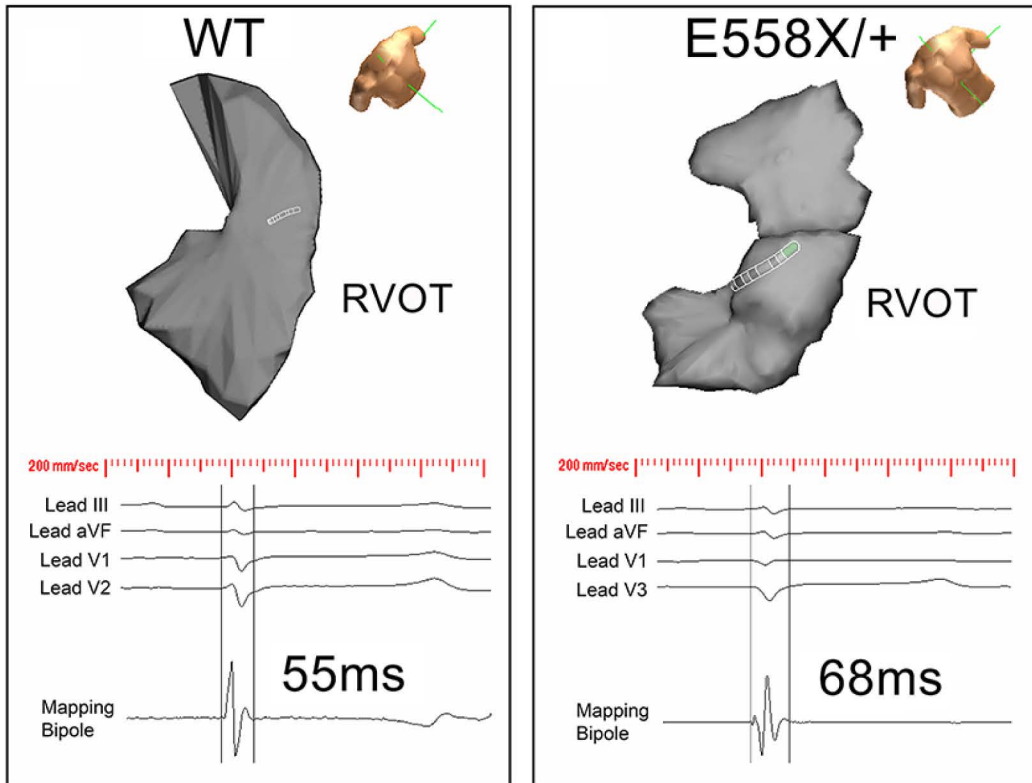 WT
RVOT
200 mm/sec
Lead III
Lead aVF
Lead V1
Lead V2
55ms
Mapping
Bipole
E558X/+
RVOT
200 mm/sec
Lead III
Lead aVF
Lead V1
Lead V3
68ms
Mapping
Bipole